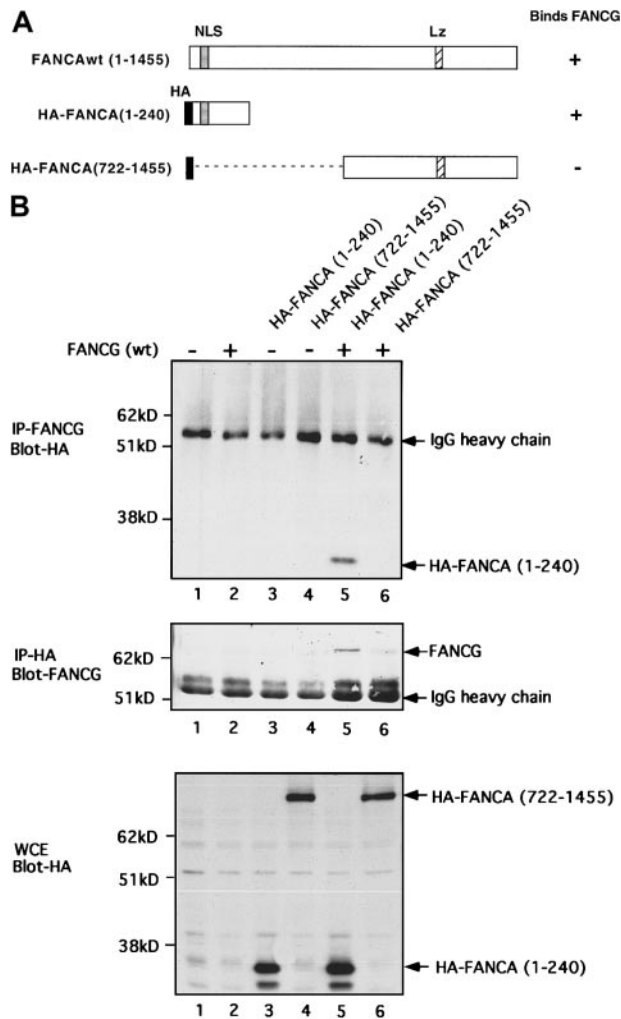 A
Binds FANCG
NLS
Lz
FANCAwt (1-1455)
+
HA
HA-FANCA(1-240)
+
HA-FANCA(722-1455)
-
B
HA-FANCA (1-240)
HA-FANCA (722-1455)
HA-FANCA (1-240)
HA-FANCA (722-1455)
FANCG (wt) - + - - + +
IP-FANCG
Blot-HA
62kD
51kD
38kD
IgG heavy chain
HA-FANCA (1-240)
1 2 3 4 5 6
IP-HA
Blot-FANCG
62kD
51kD
FANCG
IgG heavy chain
1 2 3 4 5 6
WCE
Blot-HA
62kD
51kD
38kD
HA-FANCA (722-1455)
HA-FANCA (1-240)
1 2 3 4 5 6